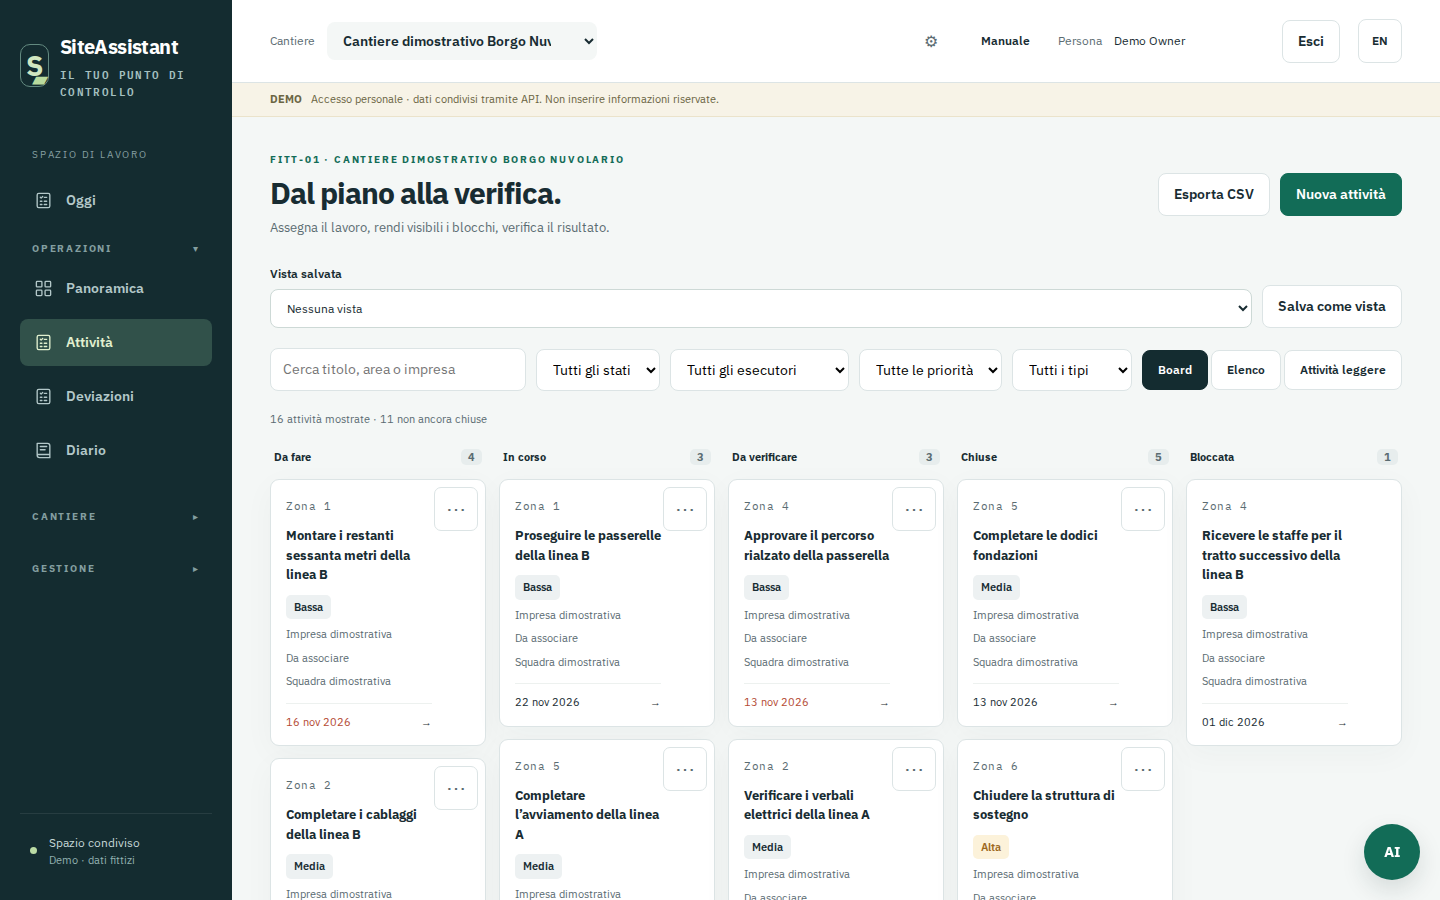 SiteAssistant
IL TUO PUNTO DI
CONTROLLO
SPAZIO DI LAVORO
Oggi
OPERAZIONI
Panoramica
Attività
Deviazioni
Diario
CANTIERE
GESTIONE
Spazio condiviso
Demo · dati fittizi
Cantiere
Cantiere dimostrativo Borgo Nuv
Manuale
Persona Demo Owner
Esci
EN
DEMO Accesso personale · dati condivisi tramite API. Non inserire informazioni riservate.
FITT-01 · CANTIERE DIMOSTRATIVO BORGO NUVOLARIO
Dal piano alla verifica.
Assegna il lavoro, rendi visibili i blocchi, verifica il risultato.
Esporta CSV
Nuova attività
Vista salvata
Nessuna vista
Salva come vista
Cerca titolo, area o impresa
Tutti gli stati
Tutti gli esecutori
Tutte le priorità
Tutti i tipi
Board
Elenco
Attività leggere
16 attività mostrate · 11 non ancora chiuse
Da fare 4
Zona 1
...
Montare i restanti
sessanta metri della
linea B
Bassa
Impresa dimostrativa
Da associare
Squadra dimostrativa
16 nov 2026 →
Zona 2
...
Completare i cablaggi
della linea B
Media
Impresa dimostrativa
In corso 3
Zona 1
...
Proseguire le passerelle
della linea B
Bassa
Impresa dimostrativa
Da associare
Squadra dimostrativa
22 nov 2026 →
Zona 5
...
Completare
l'avviamento della linea
A
Media
Impresa dimostrativa
Da verificare 3
Zona 4
...
Approvare il percorso
rialzato della passerella
Bassa
Impresa dimostrativa
Da associare
Squadra dimostrativa
13 nov 2026 →
Zona 2
...
Verificare i verbali
elettrici della linea A
Media
Impresa dimostrativa
Da associare
Chiuse 5
Zona 5
...
Completare le dodici
fondazioni
Media
Impresa dimostrativa
Da associare
Squadra dimostrativa
13 nov 2026 →
Zona 6
...
Chiudere la struttura di
sostegno
Alta
Impresa dimostrativa
Da associare
Bloccata 1
Zona 4
Ricevere le staffe per il
tratto successivo della
linea B
Bassa
Impresa dimostrativa
Da associare
Squadra dimostrativa
01 dic 2026 →
AI